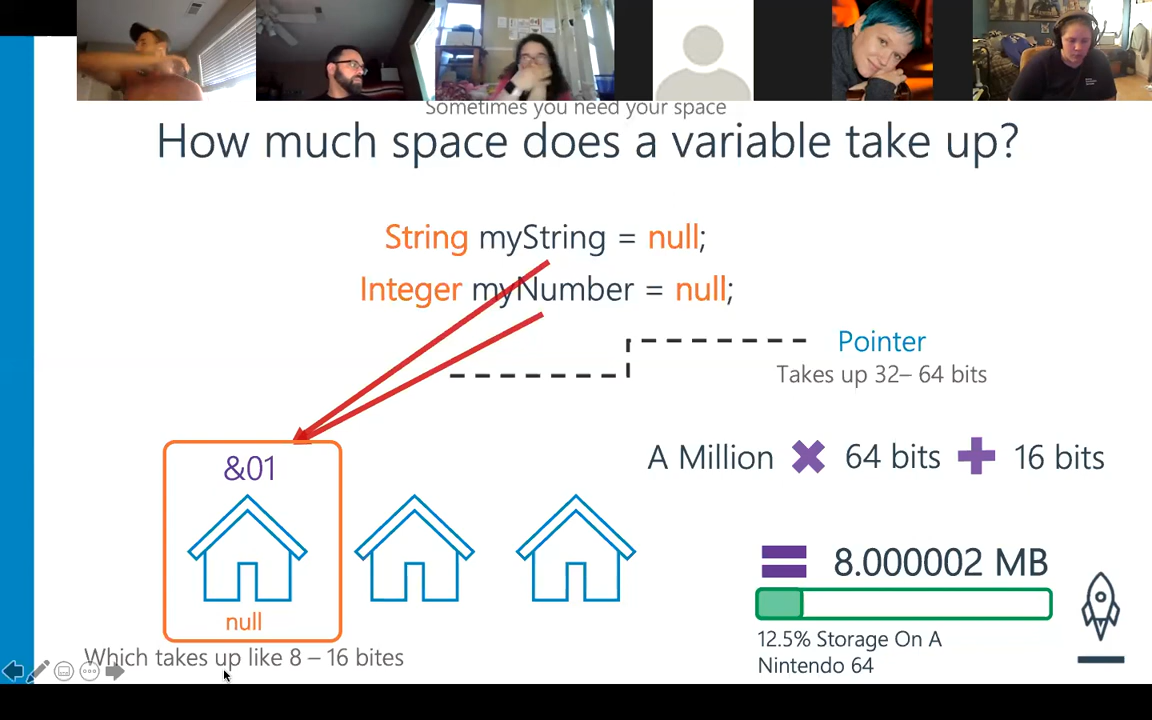 Sometimes you need your space
How much space does a variable take up?
String myString = null;
Integer myNumber = null;
Pointer
Takes up 32– 64 bits
&01
A Million × 64 bits + 16 bits
= 8.000002 MB
null
12.5% Storage On A
Nintendo 64
Which takes up like 8 – 16 bites